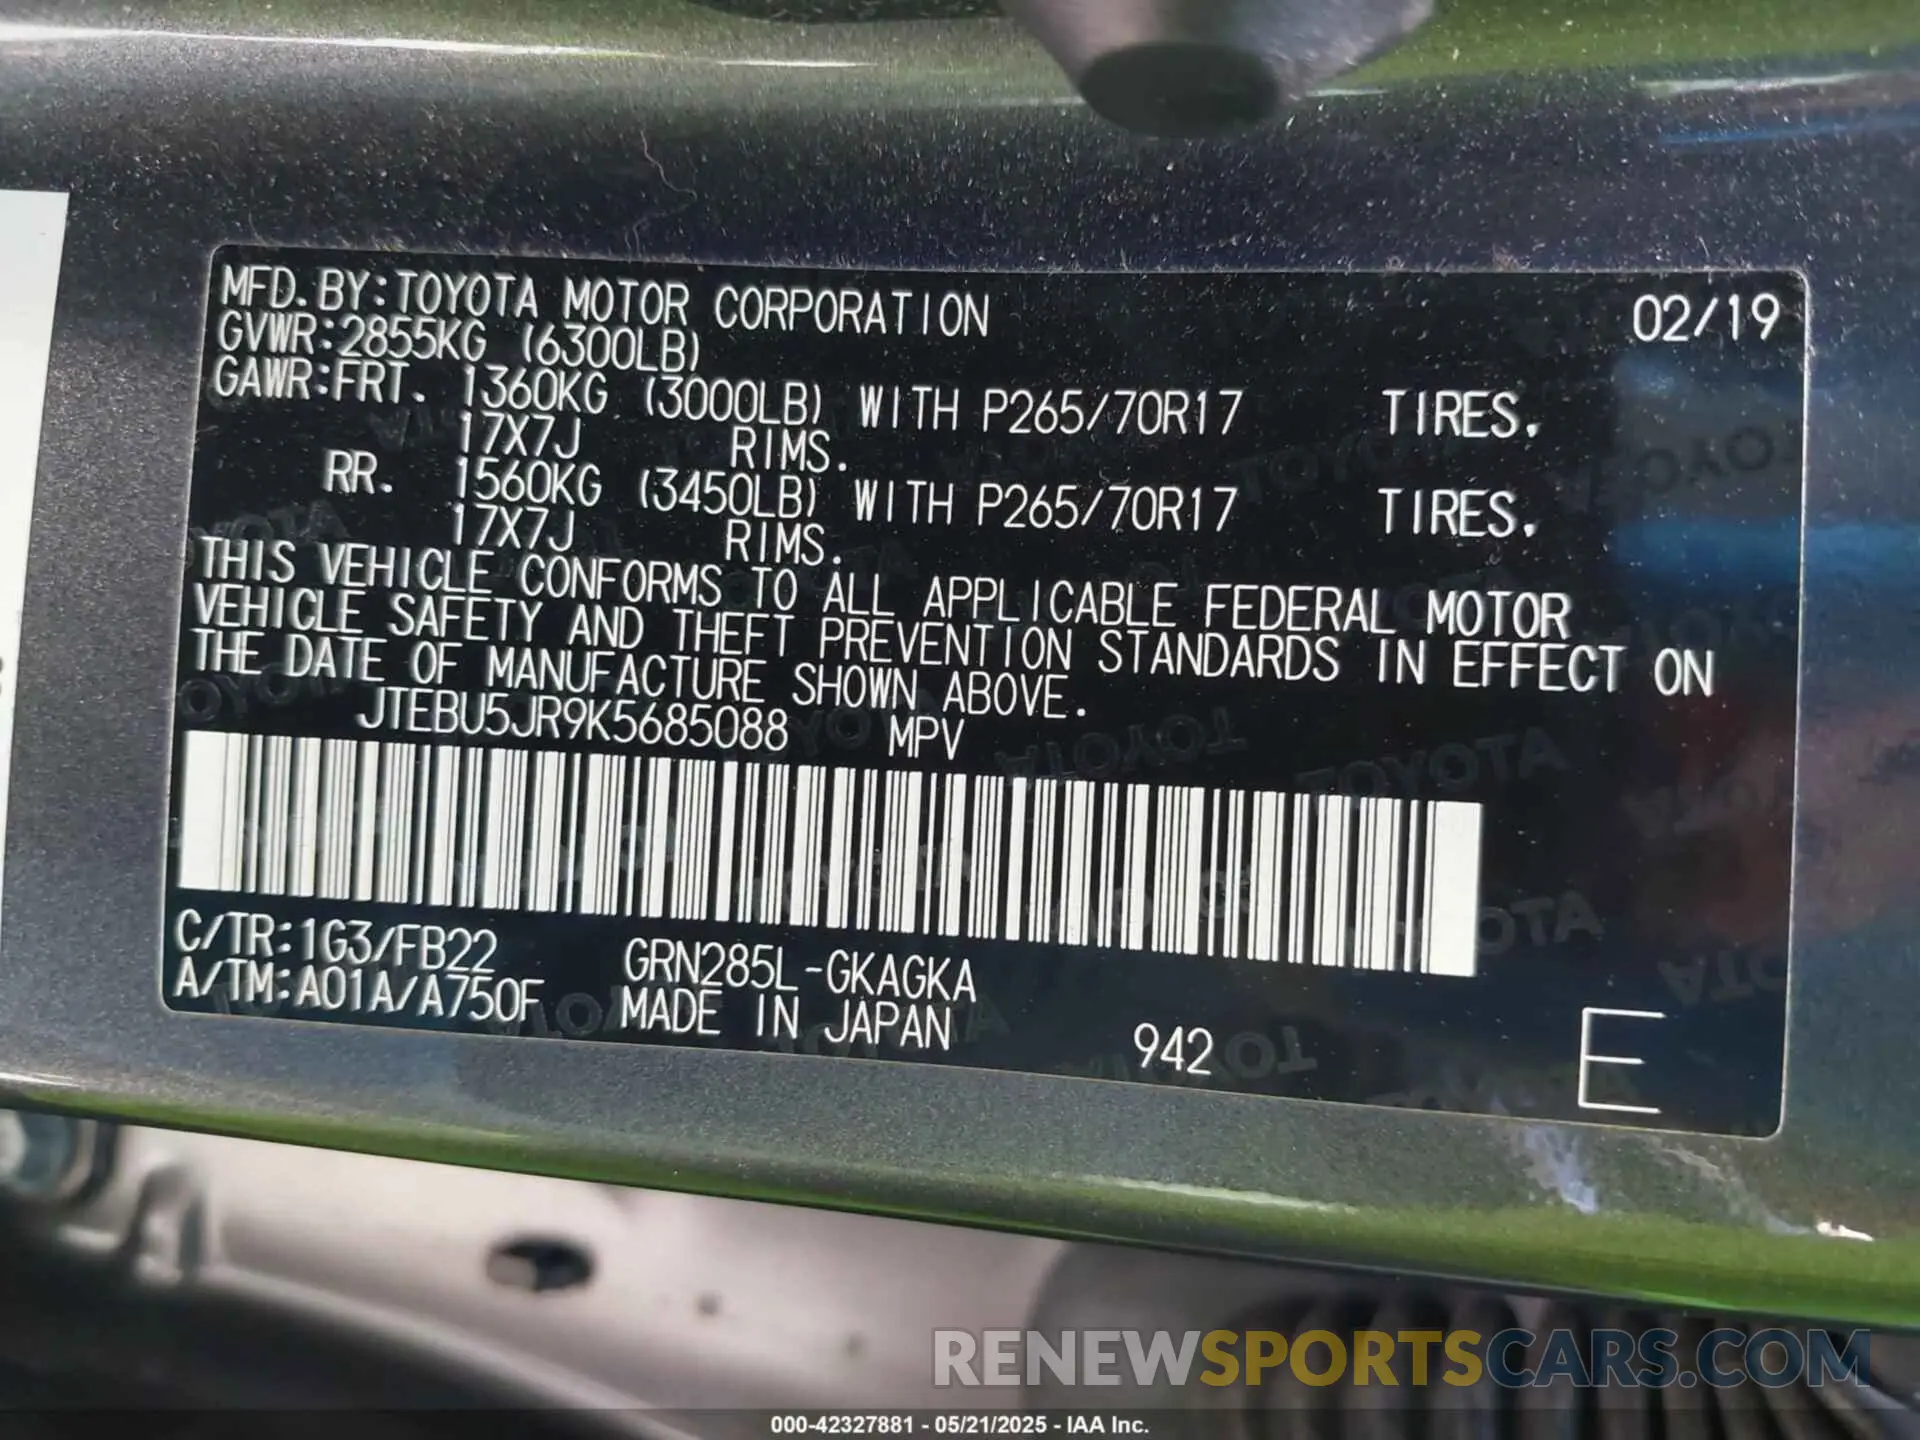 MFD.BY:TOYOTA MOTOR CORPORATION 02/19
GVWR:2855KG (6300LB)
GAWR:FRT. 1360KG (3000LB) WITH P265/70R17 TIRES.
17X7J RIMS.
RR. 1560KG (3450LB) WITH P265/70R17 TIRES.
17X7J RIMS.
THIS VEHICLE CONFORMS TO ALL APPLICABLE FEDERAL MOTOR
VEHICLE SAFETY AND THEFT PREVENTION STANDARDS IN EFFECT ON
THE DATE OF MANUFACTURE SHOWN ABOVE.
JTEBU5JR9K5685088 MPV
C/TR:1G3/FB22 GRN285L-GKAGKA
A/TM:A01A/A750F MADE IN JAPAN 942 E
RENEWSPORTSCARS.COM
000-42327881 - 05/21/2025 - IAA Inc.